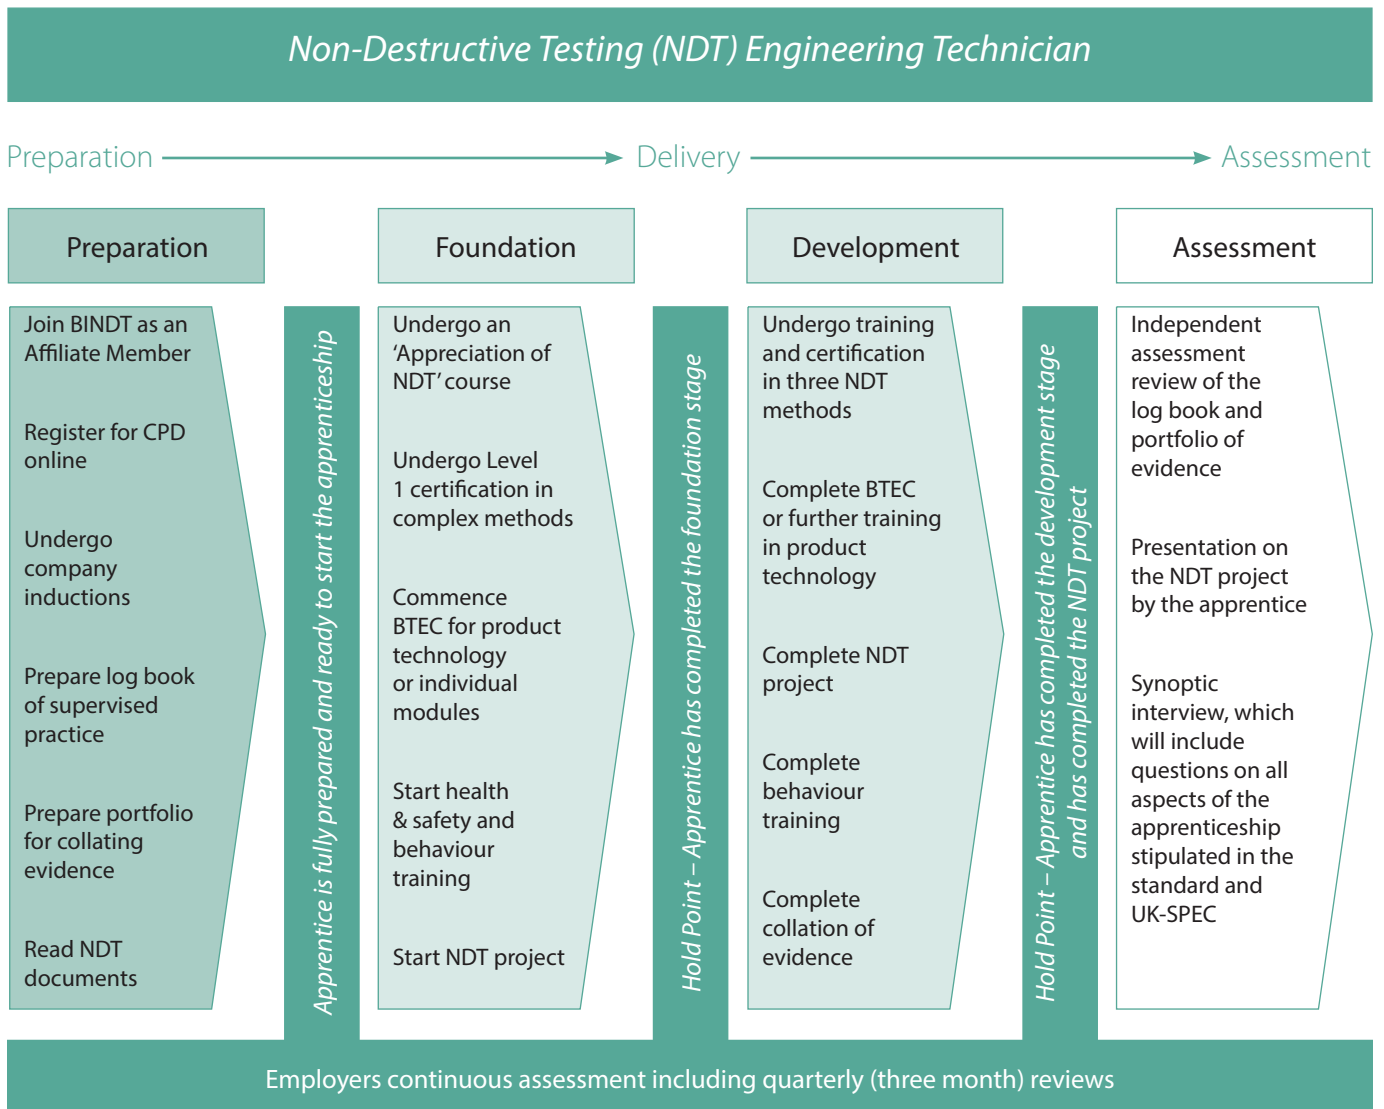 Non-Destructive Testing (NDT) Engineering Technician
Preparation
Delivery
Assessment
Preparation
Join BINDT as an
Affiliate Member
Register for CPD
online
Undergo
company
inductions
Prepare log book
of supervised
practice
Prepare portfolio
for collating
evidence
Read NDT
documents
Apprentice is fully prepared and ready to start the apprenticeship
Foundation
Undergo an
‘Appreciation of
NDT’ course
Undergo Level
1 certification in
complex methods
Commence
BTEC for product
technology
or individual
modules
Start health
& safety and
behaviour
training
Start NDT project
Hold Point – Apprentice has completed the foundation stage
Development
Undergo training
and certification
in three NDT
methods
Complete BTEC
or further training
in product
technology
Complete NDT
project
Complete
behaviour
training
Complete
collation of
evidence
Hold Point – Apprentice has completed the development stage
and has completed the NDT project
Assessment
Independent
assessment
review of the
log book and
portfolio of
evidence
Presentation on
the NDT project
by the apprentice
Synoptic
interview, which
will include
questions on all
aspects of the
apprenticeship
stipulated in the
standard and
UK-SPEC
Employers continuous assessment including quarterly (three month) reviews